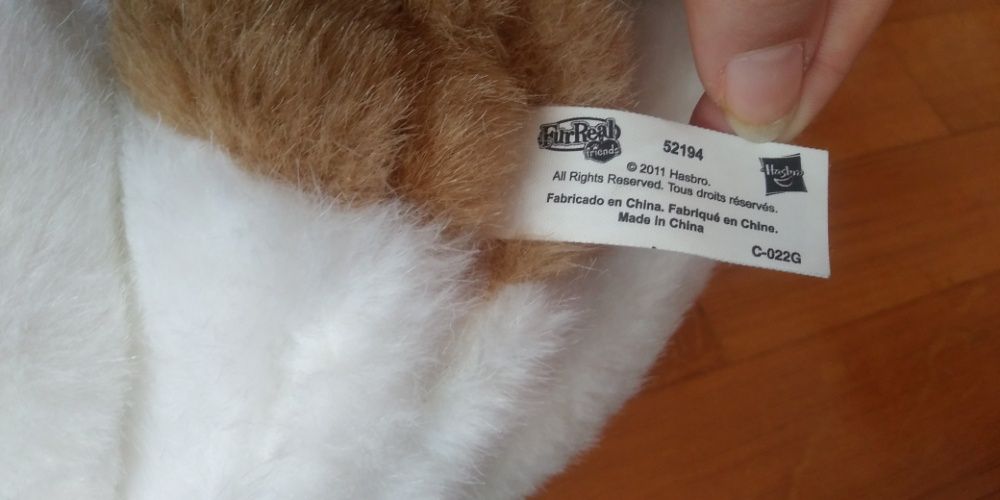 FurReal
friends
52194
Hasbro
© 2011 Hasbro.
All Rights Reserved. Tous droits réservés.
Fabricado en China. Fabriqué en Chine.
Made in China
C-022G